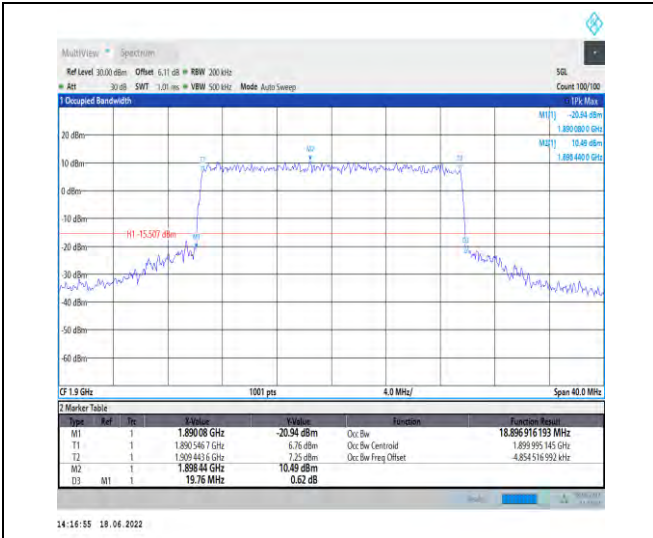 MultiView Spectrum
Ref Level 30.00 dBm Offset 6.11 dB RBW 200 kHz SGL
Att 30 dB SWT 1.01 ms VBW 500 kHz Mode Auto Sweep Count 100/100
1 Occupied Bandwidth 1Pk Max
M1[1] -20.94 dBm
1.890 080 0 GHz
M2[1] 10.49 dBm
1.898 440 0 GHz
20 dBm
10 dBm
0 dBm
-10 dBm
-20 dBm
-30 dBm
-40 dBm
-50 dBm
-60 dBm
T1
M2
T2
H1 -15.507 dBm
M1
D3
CF 1.9 GHz 1001 pts 4.0 MHz/ Span 40.0 MHz
2 Marker Table
Type Ref Trc X-Value Y-Value Function Function Result
M1 1 1.89008 GHz -20.94 dBm Occ Bw 18.896 916 193 MHz
T1 1 1.890 546 7 GHz 6.76 dBm Occ Bw Centroid 1.899 995 145 GHz
T2 1 1.909 443 6 GHz 7.25 dBm Occ Bw Freq Offset -4.854 516 992 kHz
M2 1 1.898 44 GHz 10.49 dBm
D3 M1 1 19.76 MHz 0.62 dB
14:16:55 18.06.2022